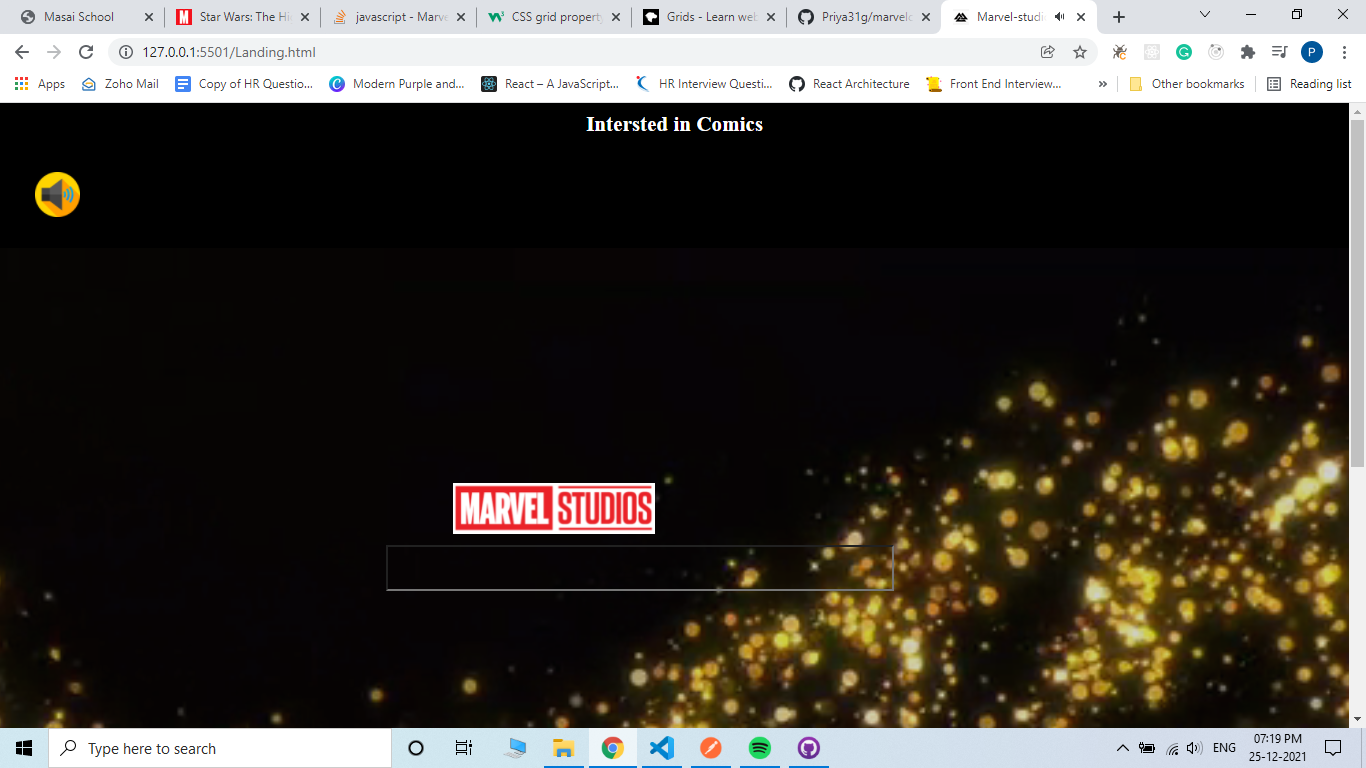 Masai School
Star Wars: The Hi
javascript - Marv
CSS grid property
Grids - Learn web
Priya31g/marvel
Marvel-studi
127.0.0.1:5501/Landing.html
P
Apps
Zoho Mail
Copy of HR Questio...
Modern Purple and...
React – A JavaScript...
HR Interview Questi...
React Architecture
Front End Interview...
»
Other bookmarks
Reading list
Intersted in Comics
MARVEL STUDIOS
Type here to search
ENG
07:19 PM
25-12-2021